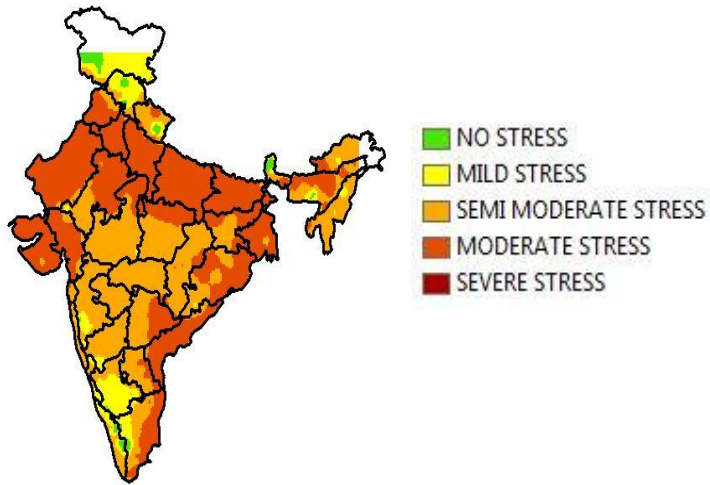 NO STRESS
MILD STRESS
SEMI MODERATE STRESS
MODERATE STRESS
SEVERE STRESS